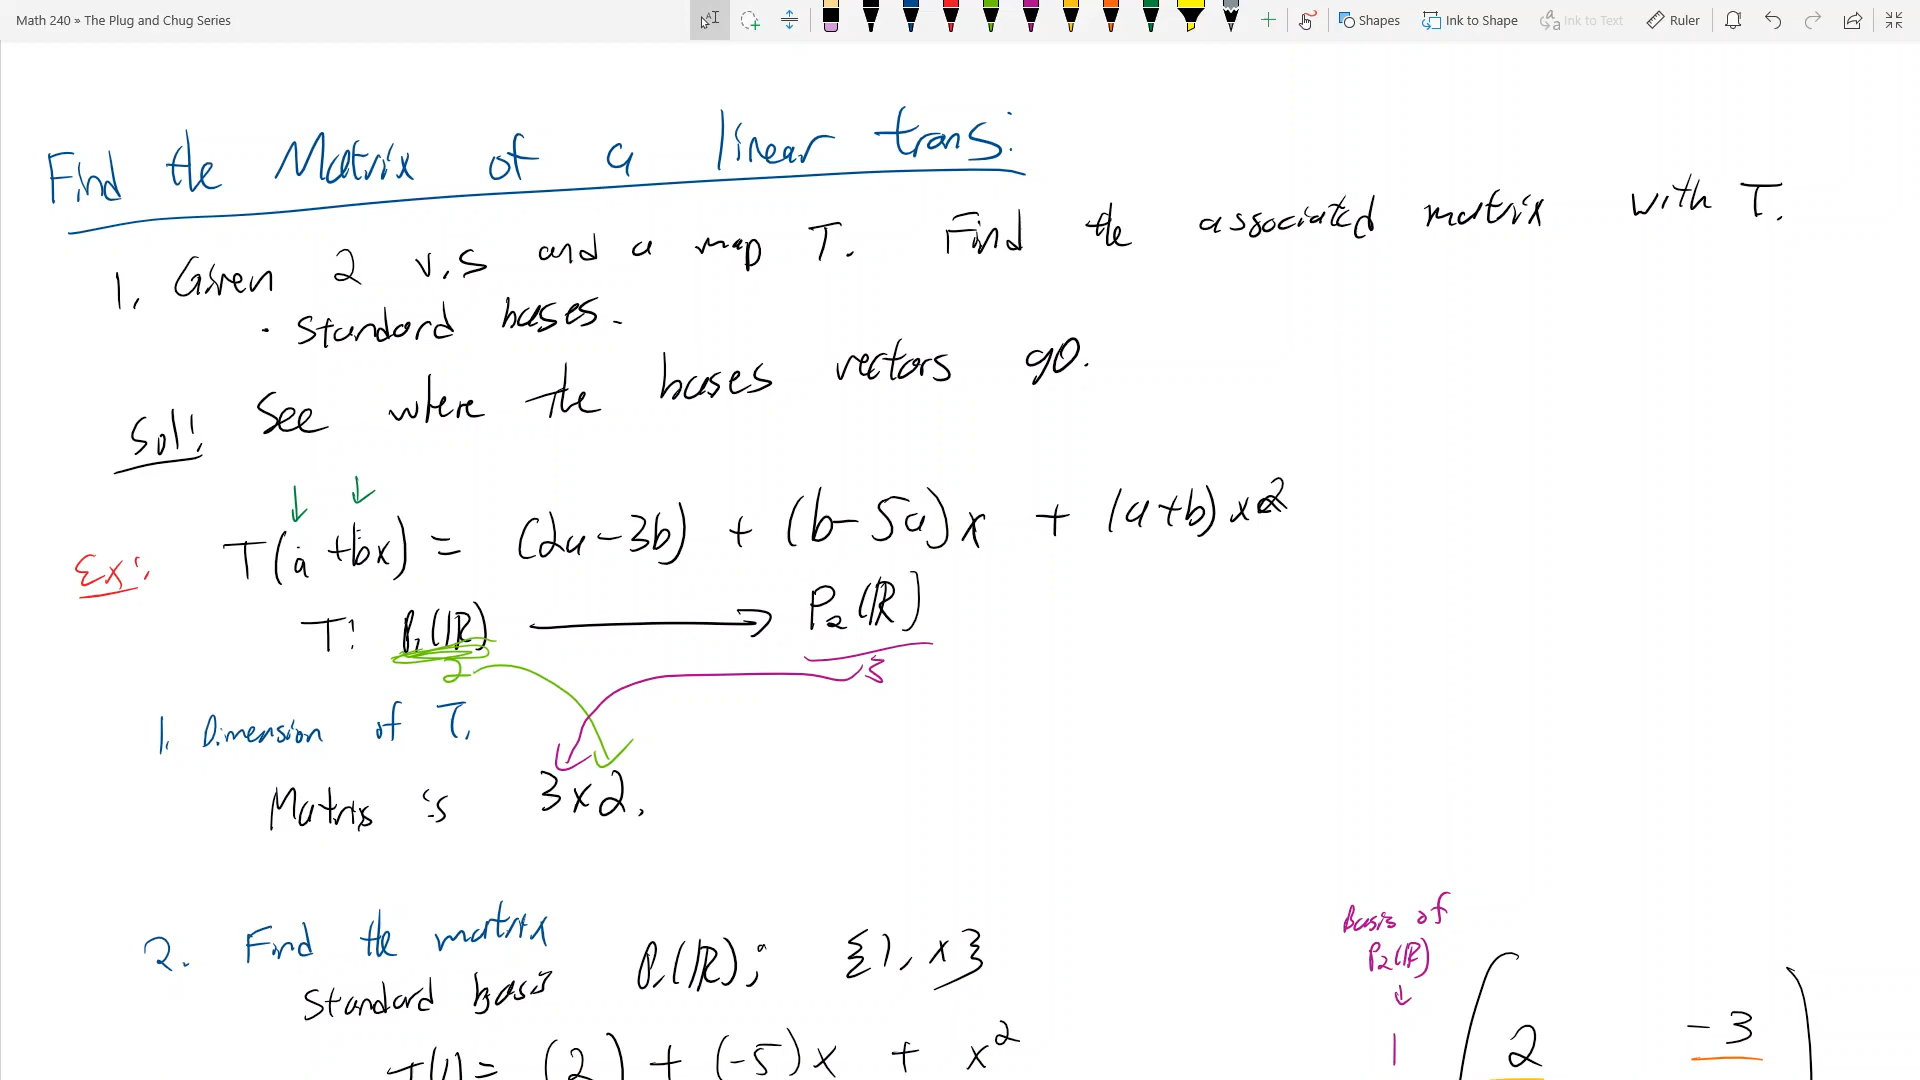 Math 240 » The Plug and Chug Series
Shapes Ink to Shape Ink to Text Ruler
Find the Matrix of a linear trans:
1. Given 2 v.s and a map T. Find the associated matrix with T.
· Standard bases.
Sol: See where the bases vectors go.
Ex: T(a+bx) = (2a-3b) + (b-5a)x + (a+b)x2
T: P₁(ℝ) → P₂(ℝ)
2 3
1. Dimension of T.
Matrix is 3x2.
2. Find the matrix
Standard basis P₁(ℝ): {1, x}
T(1) = (2) + (-5)x + x²
Basis of
P₂(ℝ)
↓
1 ( 2 -3 )